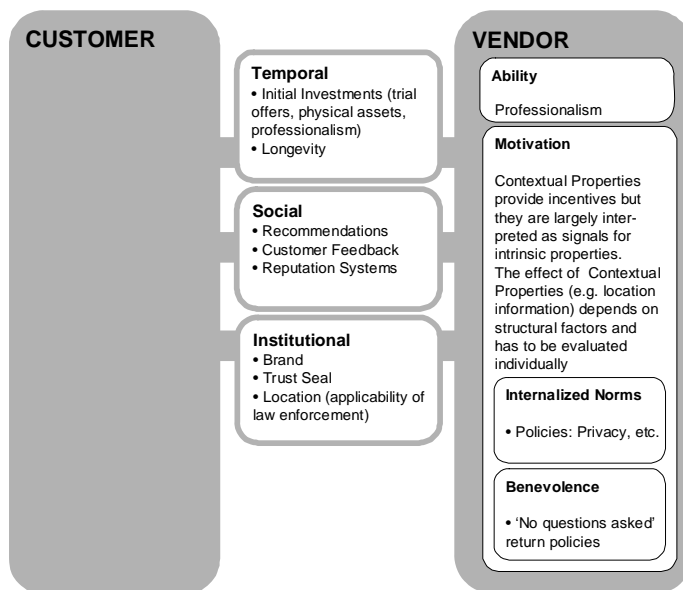 CUSTOMER
Temporal
• Initial Investments (trial
offers, physical assets,
professionalism)
• Longevity
Social
• Recommendations
• Customer Feedback
• Reputation Systems
Institutional
• Brand
• Trust Seal
• Location (applicability of
law enforcement)
VENDOR
Ability
Professionalism
Motivation
Contextual Properties
provide incentives but
they are largely inter-
preted as signals for
intrinsic properties.
The effect of Contextual
Properties (e.g. location
information) depends on
structural factors and
has to be evaluated
individually
Internalized Norms
• Policies: Privacy, etc.
Benevolence
• ‘No questions asked’
return policies